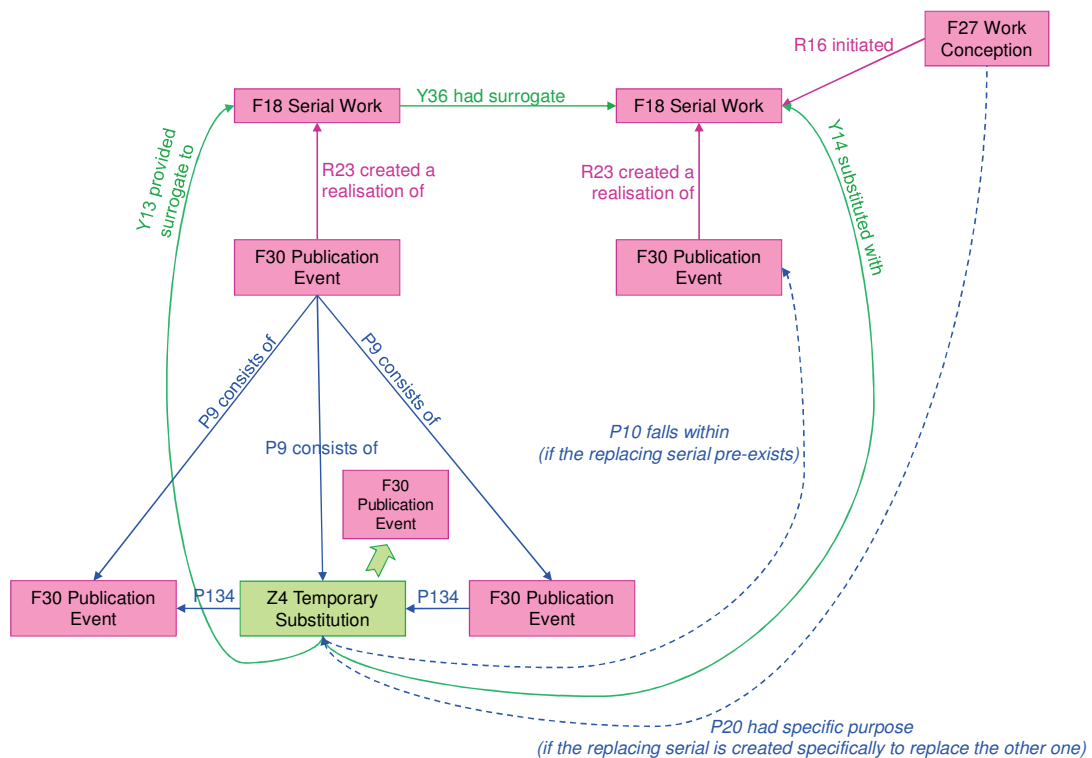 F27 Work
Conception
R16 initiated
F18 Serial Work
Y36 had surrogate
F18 Serial Work
Y13 provided
surrogate to
R23 created a
realisation of
R23 created a
realisation of
Y14 substituted with
F30 Publication
Event
F30 Publication
Event
P9 consists of
P9 consists of
P9 consists of
P10 falls within
(if the replacing serial pre-exists)
F30
Publication
Event
F30 Publication
Event
P134
Z4 Temporary
Substitution
P134
F30 Publication
Event
P20 had specific purpose
(if the replacing serial is created specifically to replace the other one)